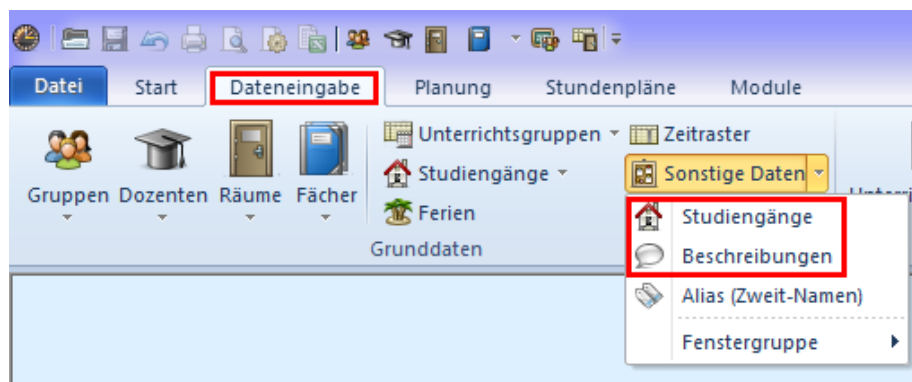 Datei Start Dateneingabe Planung Stundenpläne Module
Gruppen Dozenten Räume Fächer
Unterrichtsgruppen Zeitraster
Studiengänge Sonstige Daten
Ferien
Grunddaten
Studiengänge
Beschreibungen
Alias (Zweit-Namen)
Fenstergruppe